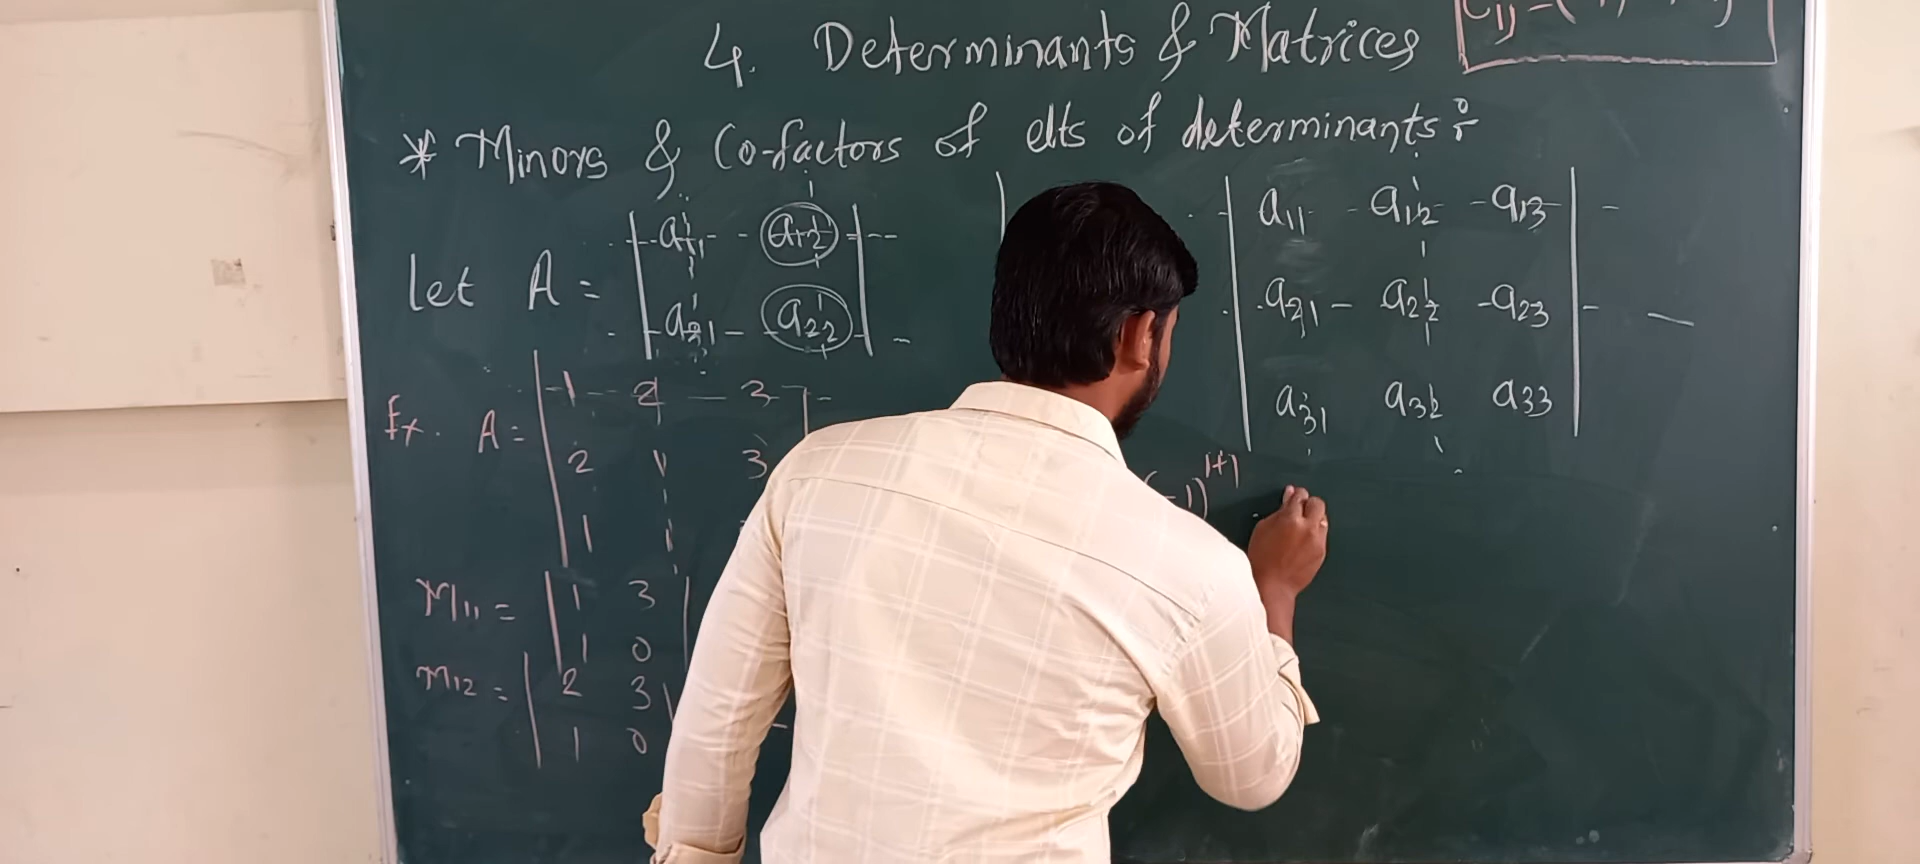 4. Determinants & Matrices
* Minors & Co-factors of elts of determinants :-
let A = | a11 a12 |
| a21 a22 |
| a11 a12 a13 |
| a21 a22 a23 |
| a31 a32 a33 |
Ex. A = | 1 2 3
2 1 3
1 1
(-1)^1+1
M11 = | 1 3 |
1 0
M12 = | 2 3 |
1 0